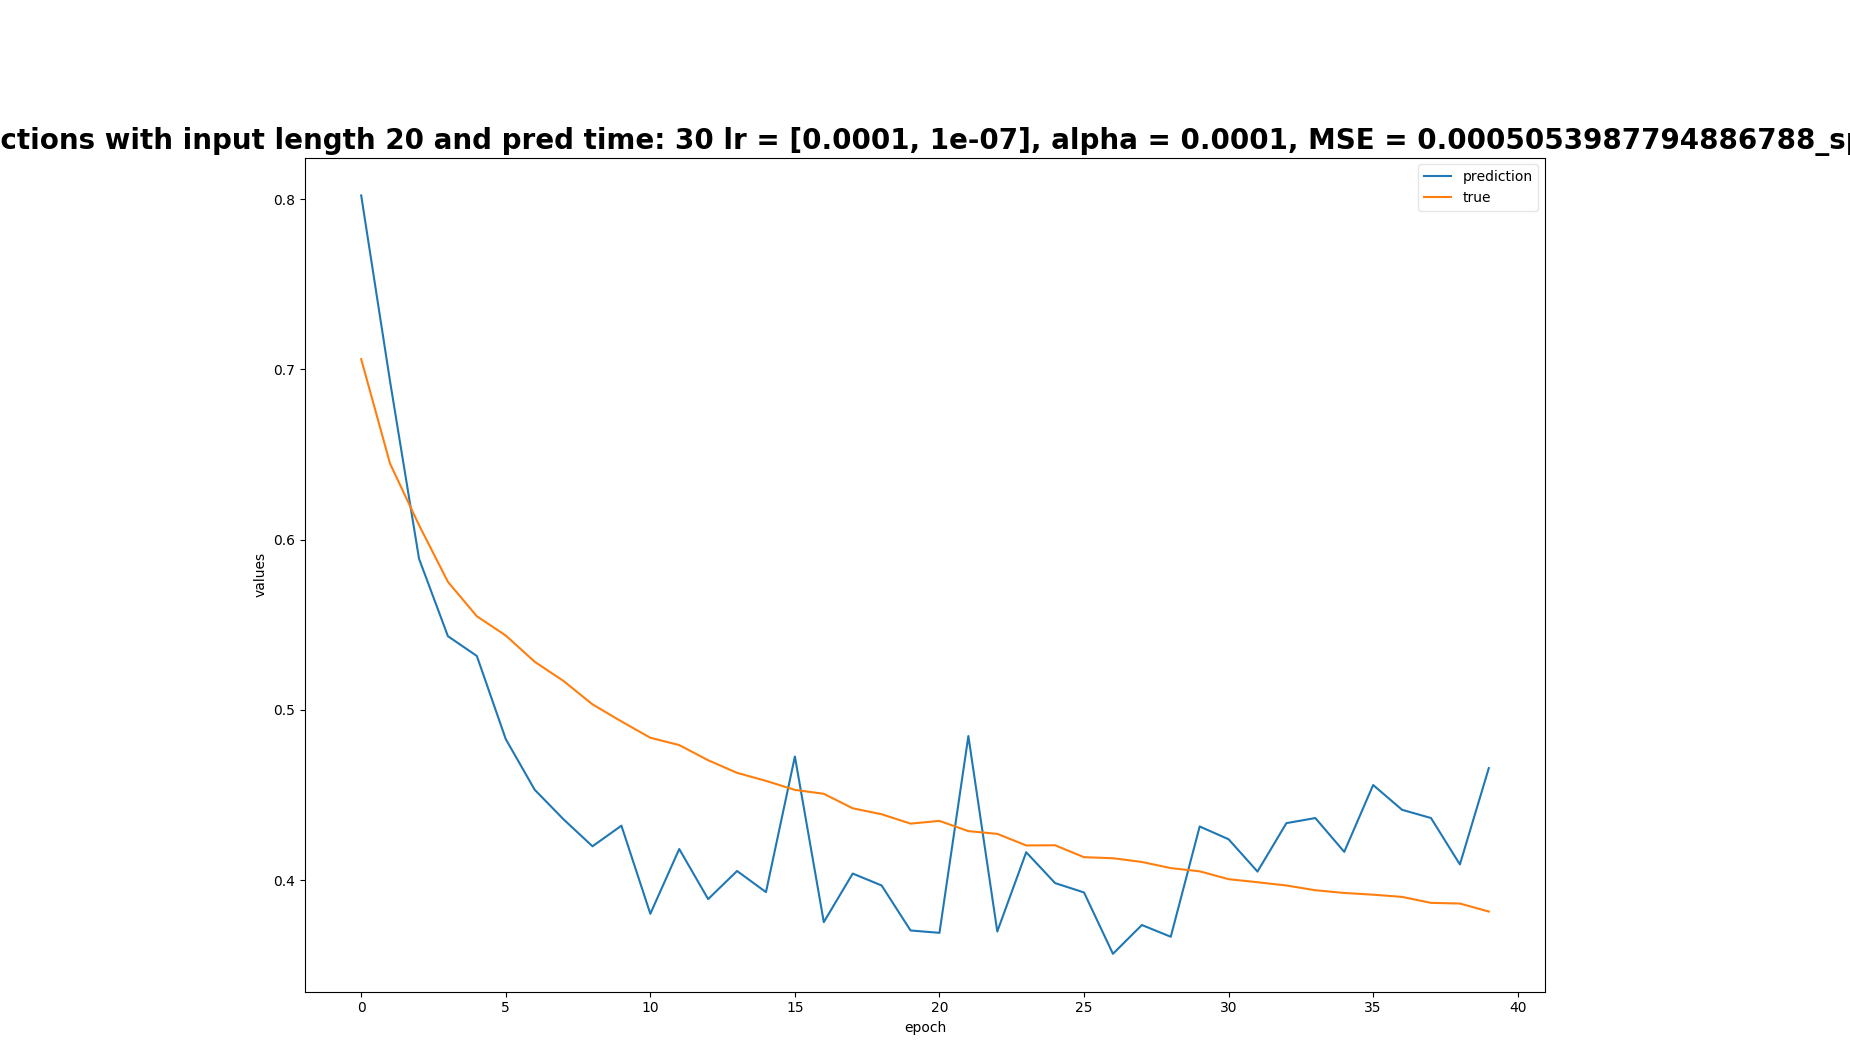 ctions with input length 20 and pred time: 30 lr = [0.0001, 1e-07], alpha = 0.0001, MSE = 0.0005053987794886788_sp
prediction
true
0.8
0.7
0.6
0.5
0.4
values
0 5 10 15 20 25 30 35 40
epoch